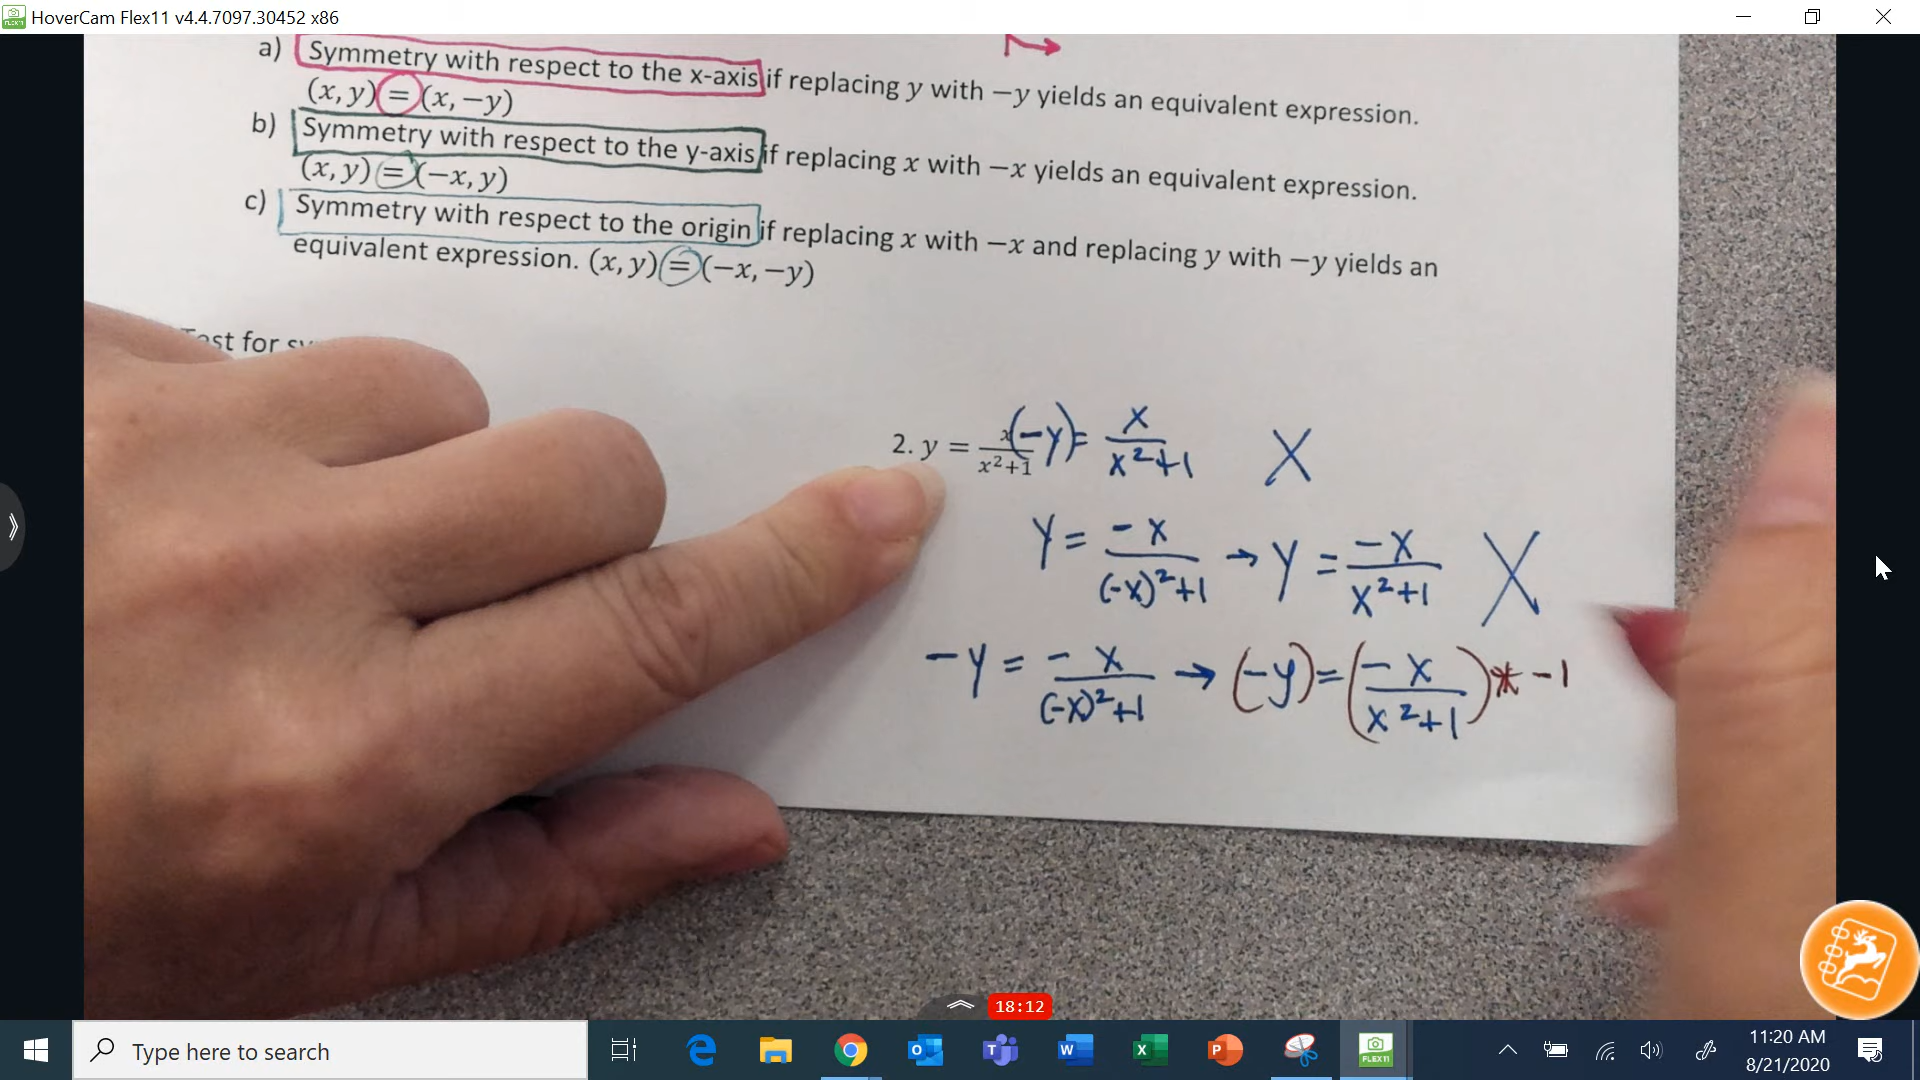 HoverCam Flex11 v4.4.7097.30452 x86
a) Symmetry with respect to the x-axis if replacing y with −y yields an equivalent expression.
(x, y) = (x, −y)
b) Symmetry with respect to the y-axis if replacing x with −x yields an equivalent expression.
(x, y) = (−x, y)
c) Symmetry with respect to the origin if replacing x with −x and replacing y with −y yields an
equivalent expression. (x, y) = (−x, −y)
for
2. y = x/(x²+1) (-y) = x/(x²+1) X
y = -x/((-x)²+1) → y = -x/(x²+1) X
-y = -x/((-x)²+1) → (-y) = (-x/(x²+1)) * -1
18:12
Type here to search
11:20 AM
8/21/2020
FLEX11